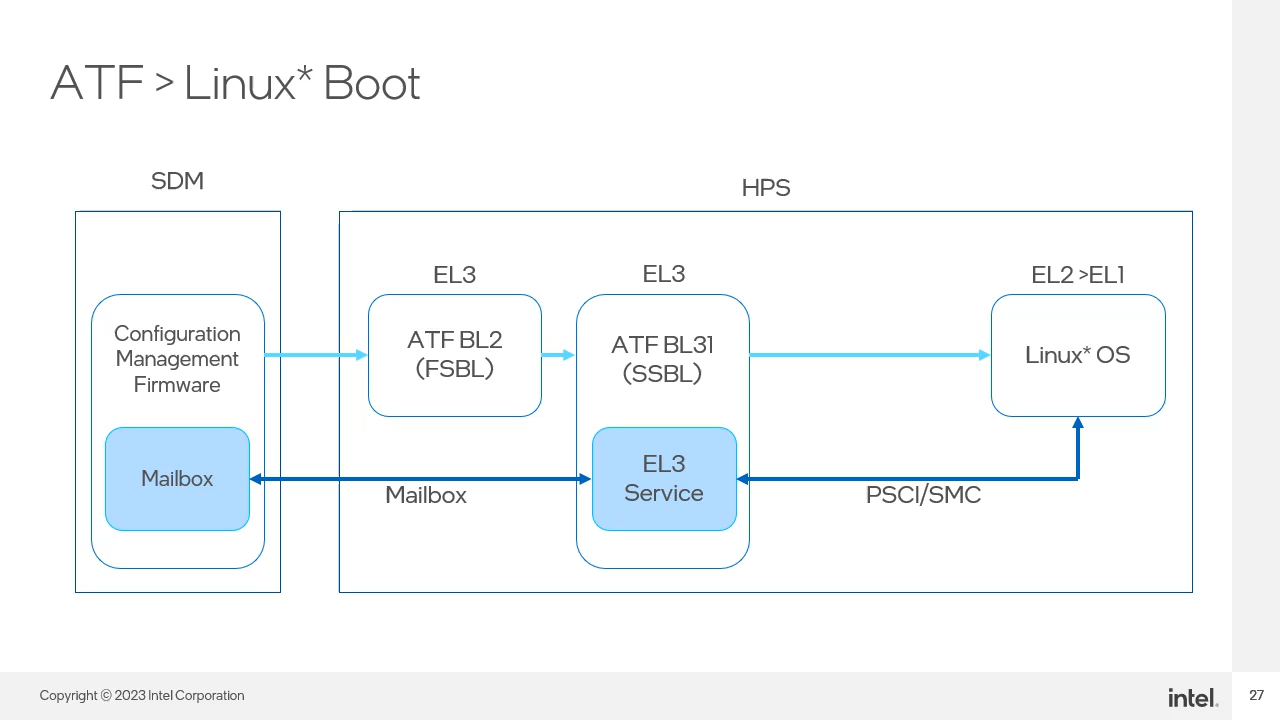 ATF > Linux* Boot
SDM
HPS
EL3
EL3
EL2 >EL1
Configuration
Management
Firmware
ATF BL2
(FSBL)
ATF BL31
(SSBL)
Linux* OS
Mailbox
Mailbox
EL3
Service
PSCI/SMC
Copyright © 2023 Intel Corporation
intel.
27